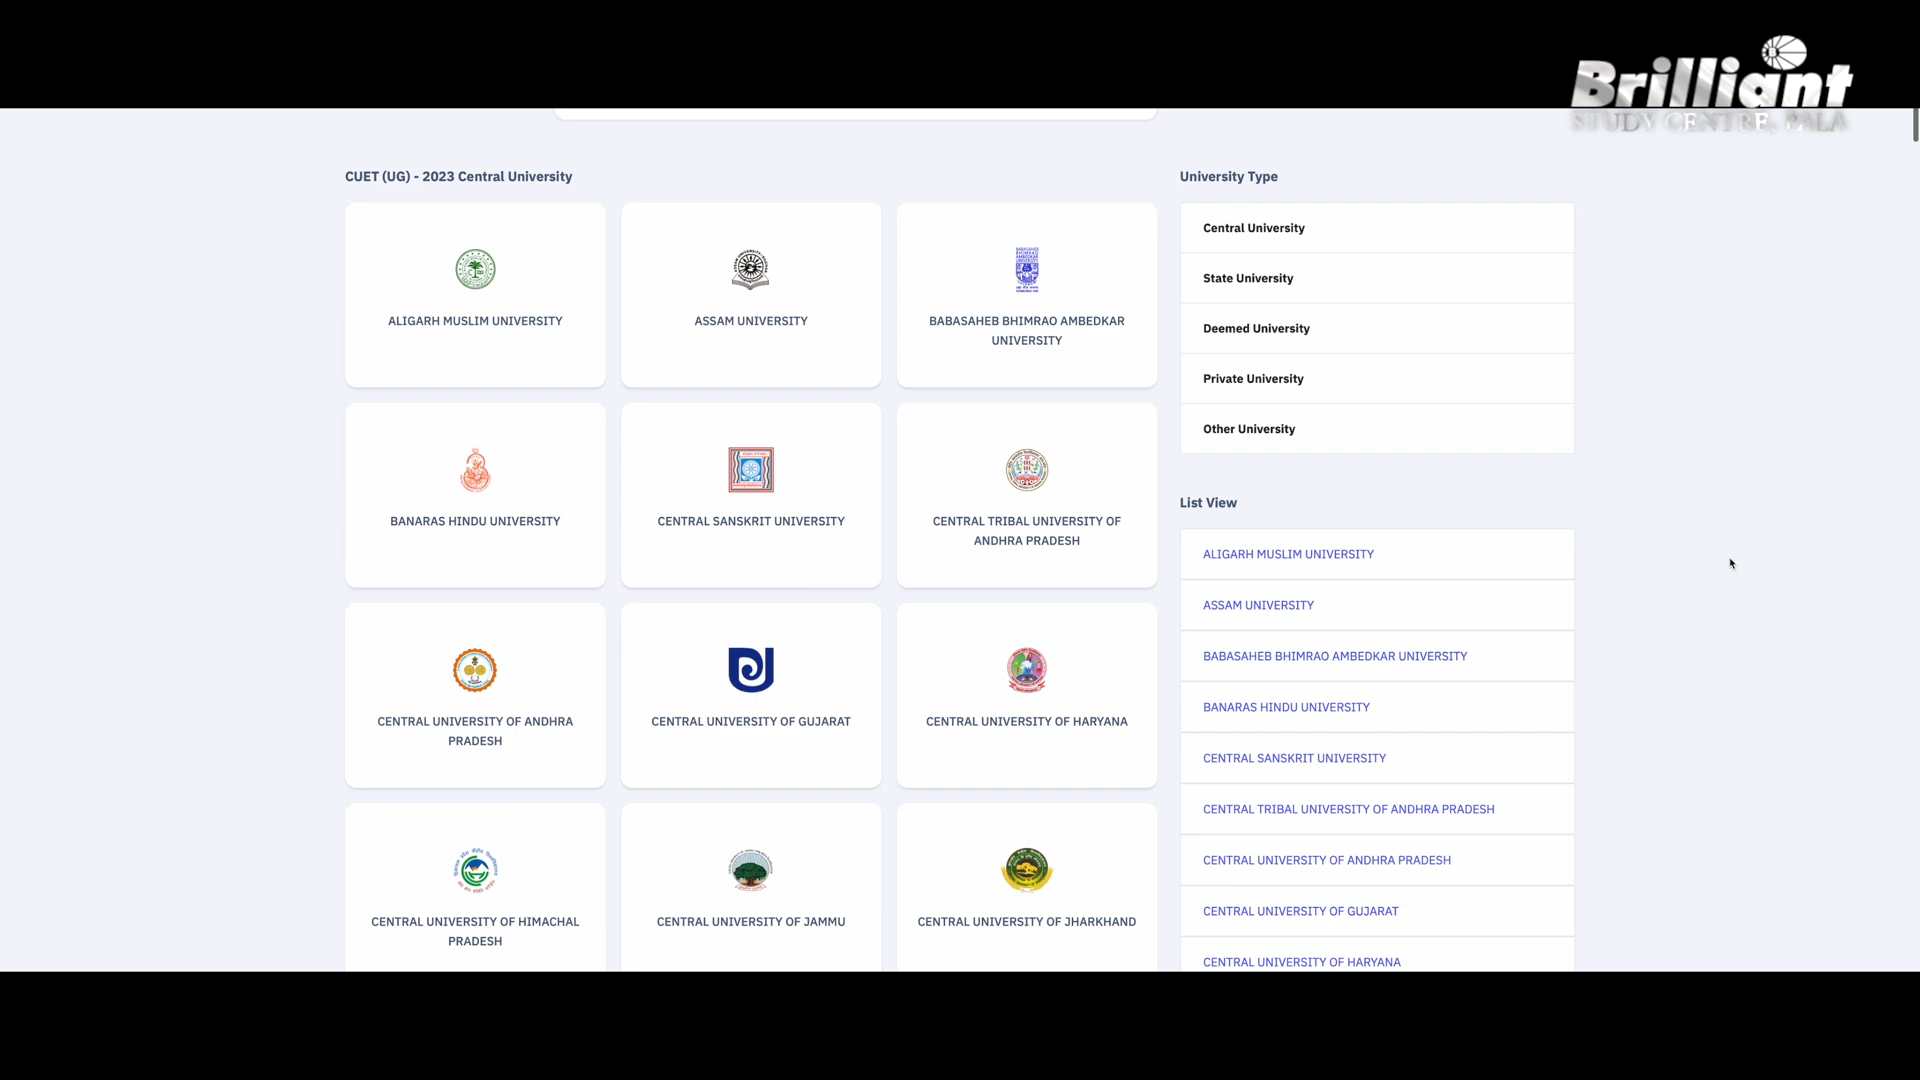 Brilliant
STUDY CENTRE, PALA
CUET (UG) - 2023 Central University
ALIGARH MUSLIM UNIVERSITY
ASSAM UNIVERSITY
BABASAHEB BHIMRAO AMBEDKAR
UNIVERSITY
BANARAS HINDU UNIVERSITY
CENTRAL SANSKRIT UNIVERSITY
CENTRAL TRIBAL UNIVERSITY OF
ANDHRA PRADESH
CENTRAL UNIVERSITY OF ANDHRA
PRADESH
CENTRAL UNIVERSITY OF GUJARAT
CENTRAL UNIVERSITY OF HARYANA
CENTRAL UNIVERSITY OF HIMACHAL
PRADESH
CENTRAL UNIVERSITY OF JAMMU
CENTRAL UNIVERSITY OF JHARKHAND
University Type
Central University
State University
Deemed University
Private University
Other University
List View
ALIGARH MUSLIM UNIVERSITY
ASSAM UNIVERSITY
BABASAHEB BHIMRAO AMBEDKAR UNIVERSITY
BANARAS HINDU UNIVERSITY
CENTRAL SANSKRIT UNIVERSITY
CENTRAL TRIBAL UNIVERSITY OF ANDHRA PRADESH
CENTRAL UNIVERSITY OF ANDHRA PRADESH
CENTRAL UNIVERSITY OF GUJARAT
CENTRAL UNIVERSITY OF HARYANA